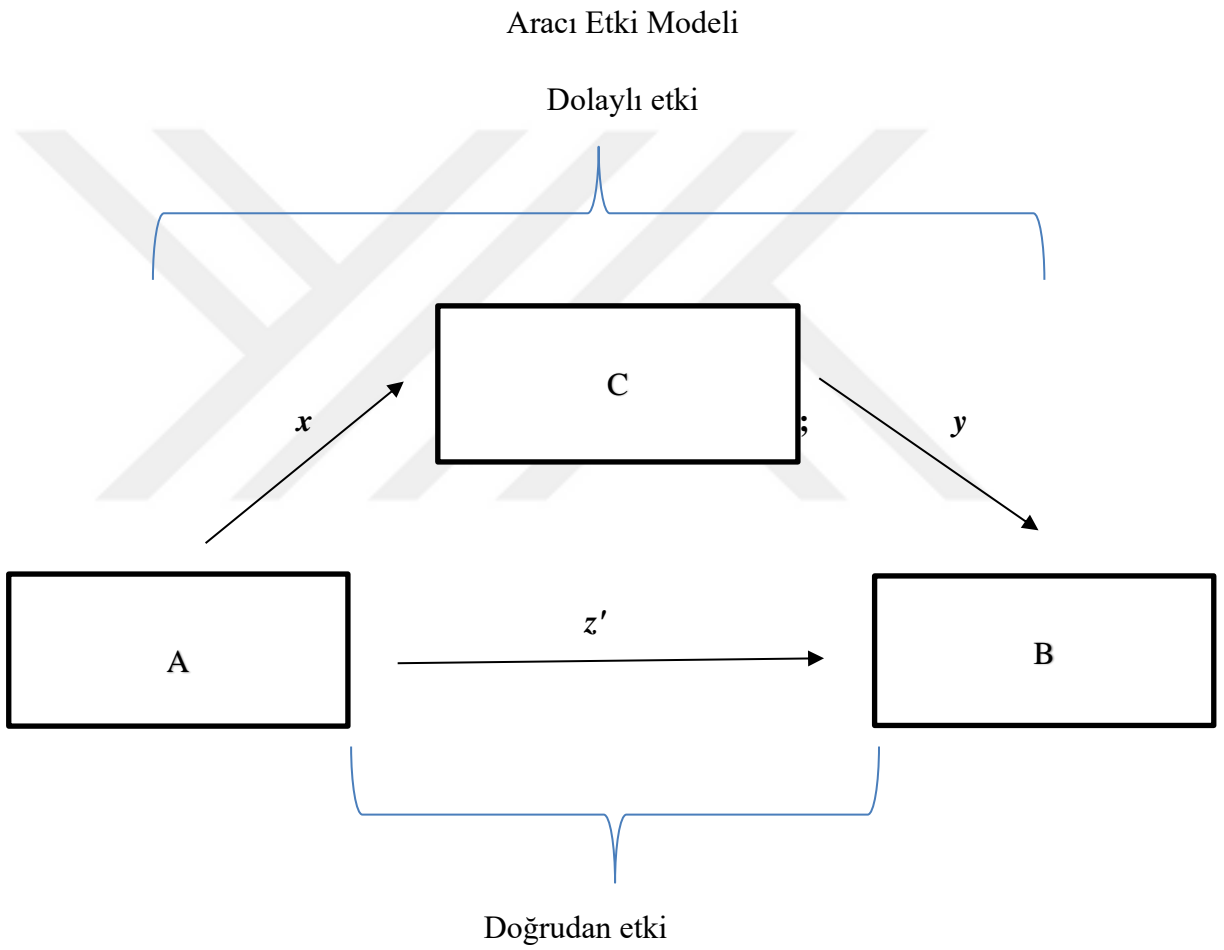 Aracı Etki Modeli
Dolaylı etki
C
x
;
y
z'
A
B
Doğrudan etki